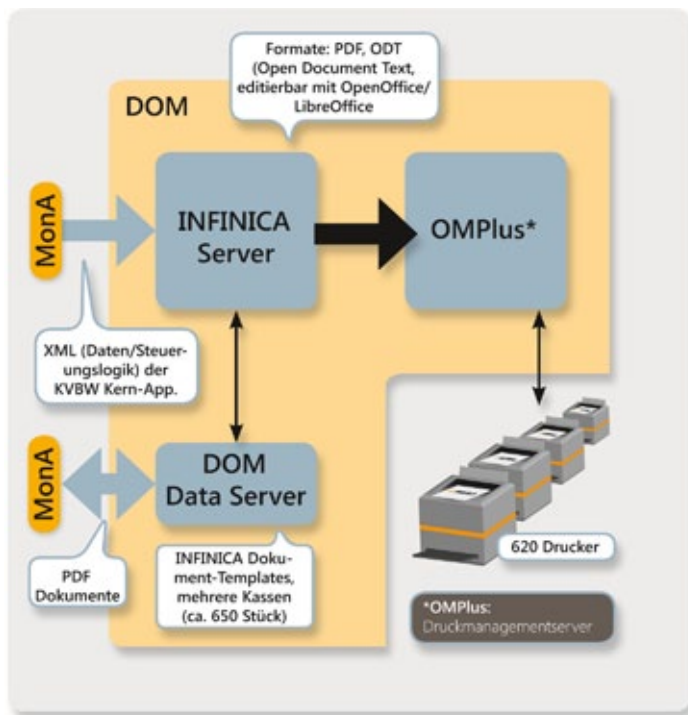 Formate: PDF, ODT
(Open Document Text,
editierbar mit OpenOffice/
LibreOffice
DOM
MonA
INFINICA
Server
OMPlus*
XML (Daten/Steuer-
ungslogik) der
KVBW Kern-App.
MonA
DOM
Data Server
PDF
Dokumente
INFINICA Doku-
ment-Templates,
mehrere Kassen
(ca. 650 Stück)
620 Drucker
*OMPlus:
Druckmanagementserver